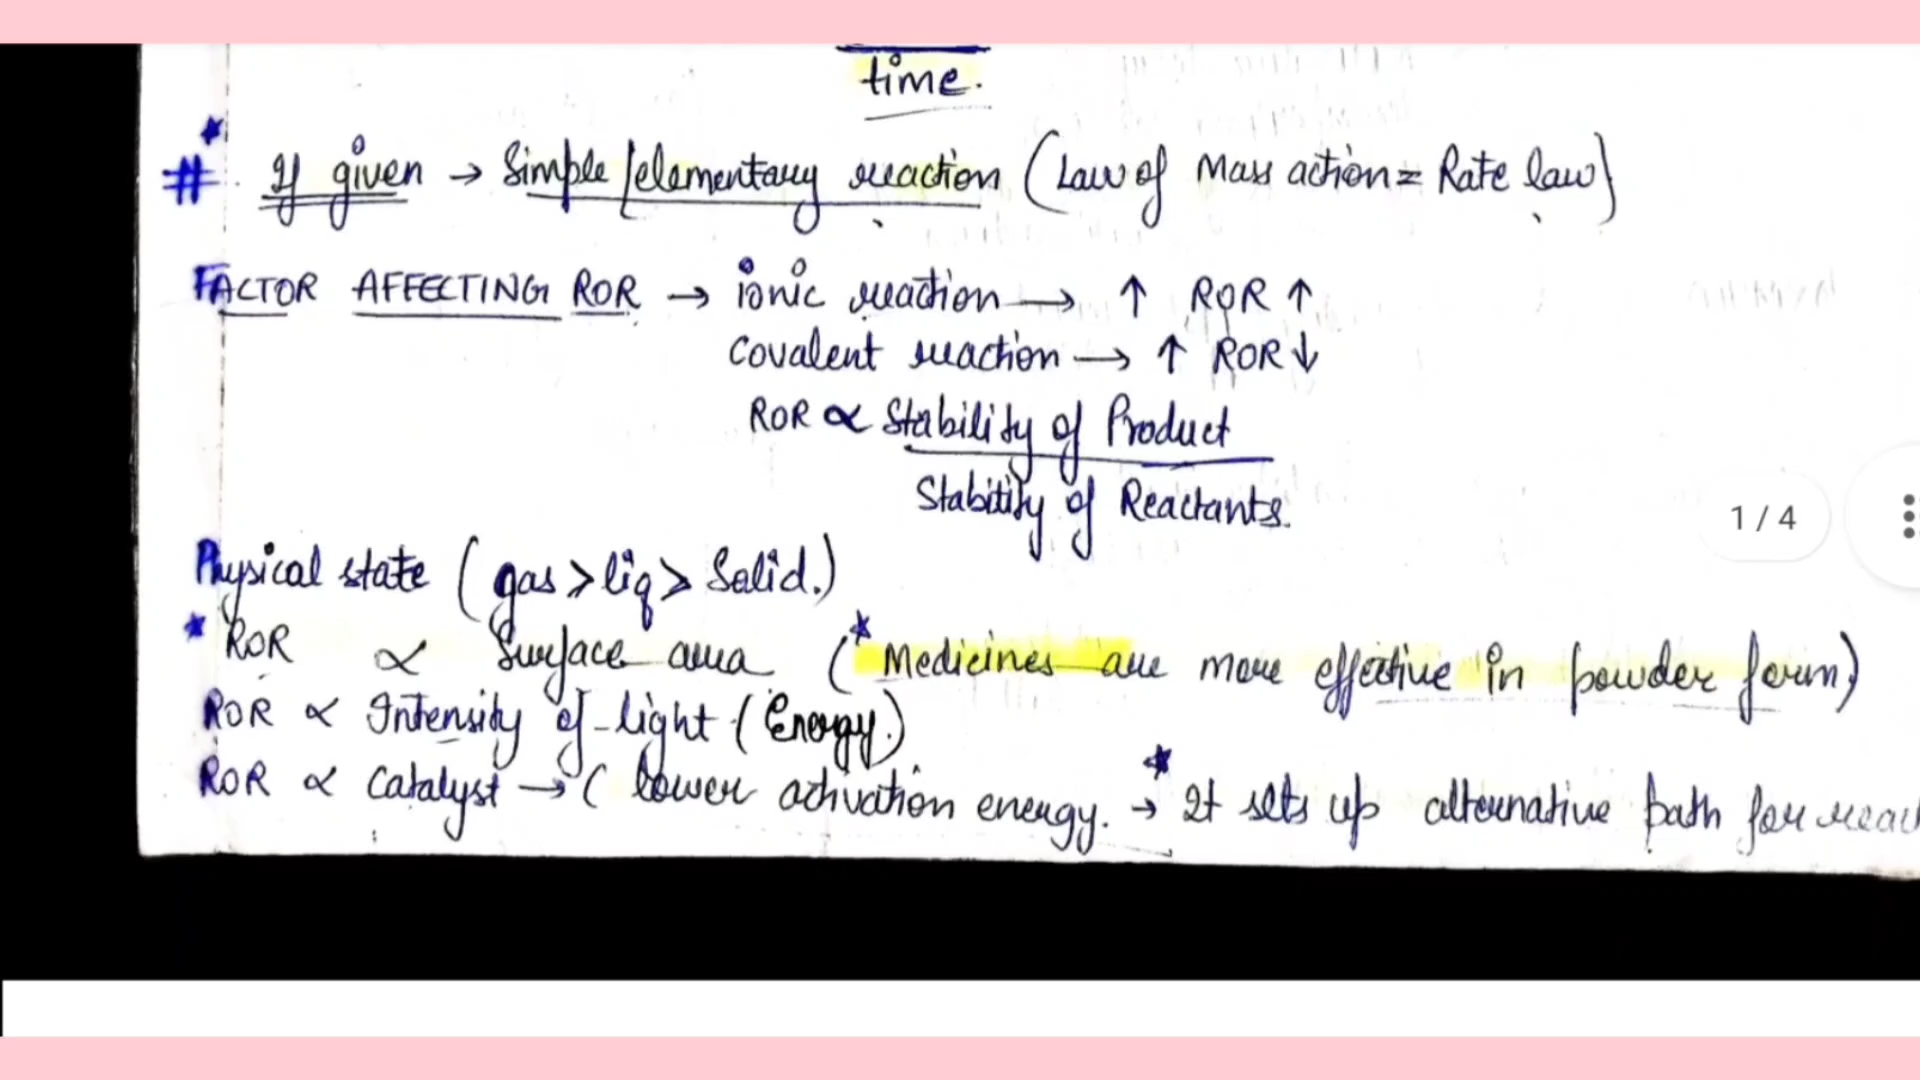 time.
# If given → Simple/elementary reaction (Law of Mass action = Rate law)
FACTOR AFFECTING ROR → ionic reaction → ↑ ROR ↑
covalent reaction → ↑ ROR ↓
ROR ∝ Stability of Product
Stability of Reactants.
Physical state (gas > liq > Solid.)
* ROR ∝ Surface area (* Medicines are more effective in powder form)
ROR ∝ Intensity of light (Energy.)
ROR ∝ Catalyst → ( lower activation energy. → * It sets up alternative path for reac
1 / 4